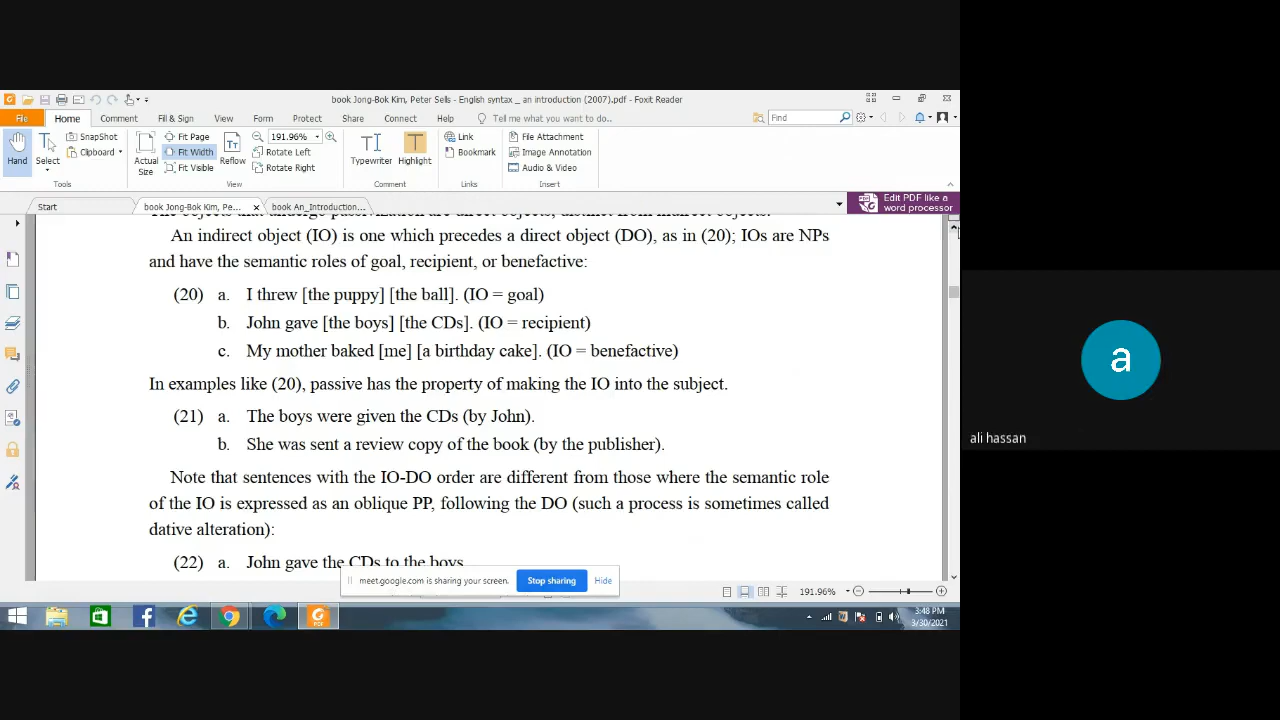 book Jong-Bok Kim, Peter Sells - English syntax _ an introduction (2007).pdf - Foxit Reader
File Home Comment Fill & Sign View Form Protect Share Connect Help Tell me what you want to do.. Find
Hand Select SnapShot Clipboard Actual Size Fit Page Fit Width Fit Visible Reflow 191.96% Rotate Left Rotate Right Typewriter Highlight Link Bookmark File Attachment Image Annotation Audio & Video
Tools View Comment Links Insert
Start book Jong-Bok Kim, Pe... book An_Introduction... Edit PDF like a word processor
The objects that undergo passivization are direct objects, distinct from indirect objects.
An indirect object (IO) is one which precedes a direct object (DO), as in (20); IOs are NPs
and have the semantic roles of goal, recipient, or benefactive:
(20) a. I threw [the puppy] [the ball]. (IO = goal)
b. John gave [the boys] [the CDs]. (IO = recipient)
c. My mother baked [me] [a birthday cake]. (IO = benefactive)
In examples like (20), passive has the property of making the IO into the subject.
(21) a. The boys were given the CDs (by John).
b. She was sent a review copy of the book (by the publisher).
Note that sentences with the IO-DO order are different from those where the semantic role
of the IO is expressed as an oblique PP, following the DO (such a process is sometimes called
dative alteration):
(22) a. John gave the CDs to the boys.
meet.google.com is sharing your screen. Stop sharing Hide
191.96%
3:48 PM
3/30/2021
a
ali hassan